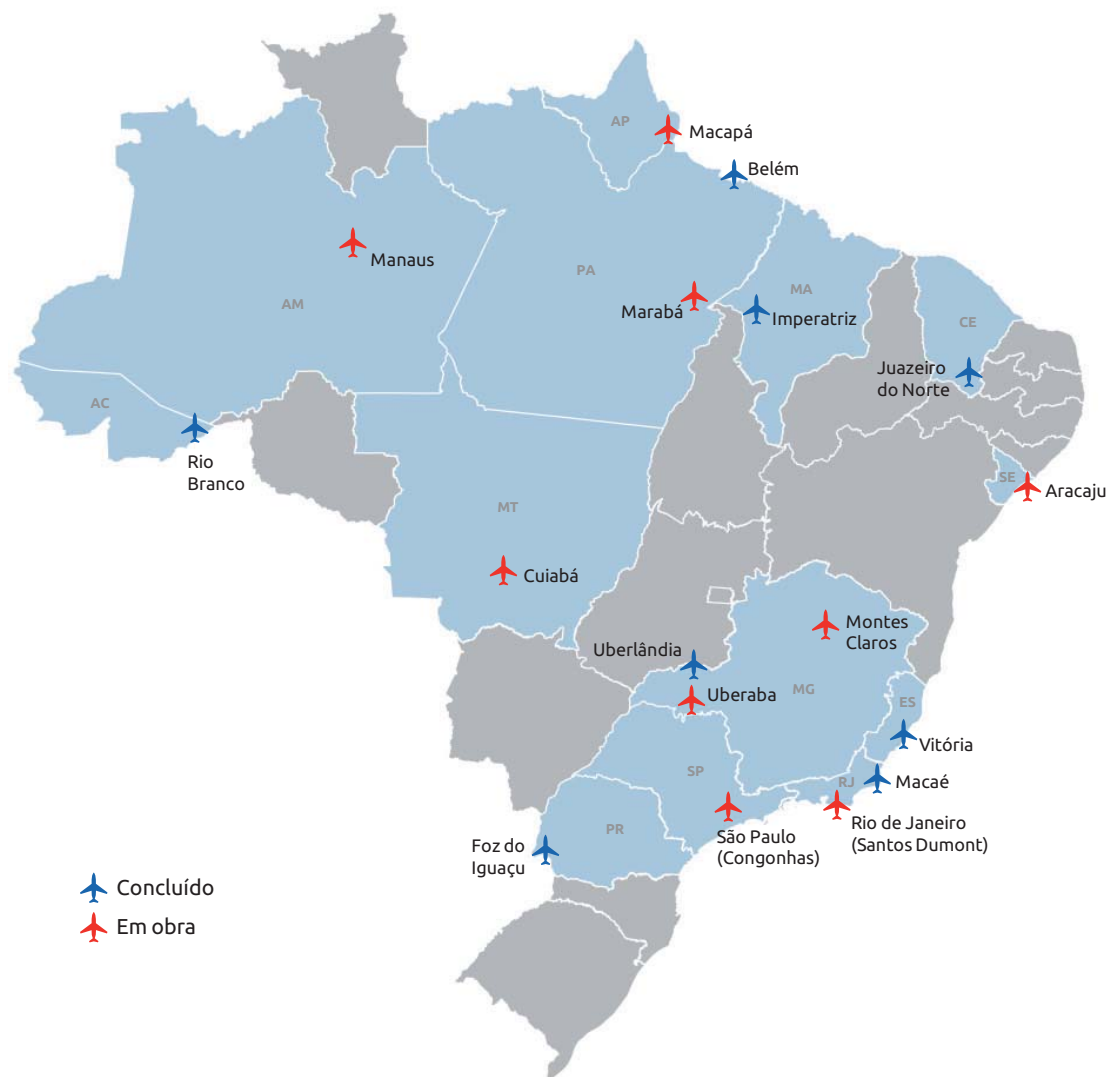 AP
Macapá
Belém
Manaus
PA
AM
Marabá
MA
Imperatriz
CE
Juazeiro
do Norte
AC
Rio
Branco
SE
Aracaju
MT
Cuiabá
Montes
Claros
Uberlândia
Uberaba
MG
ES
Vitória
SP
RJ
Macaé
PR
São Paulo
(Congonhas)
Rio de Janeiro
(Santos Dumont)
Foz do
Iguaçu
Concluído
Em obra